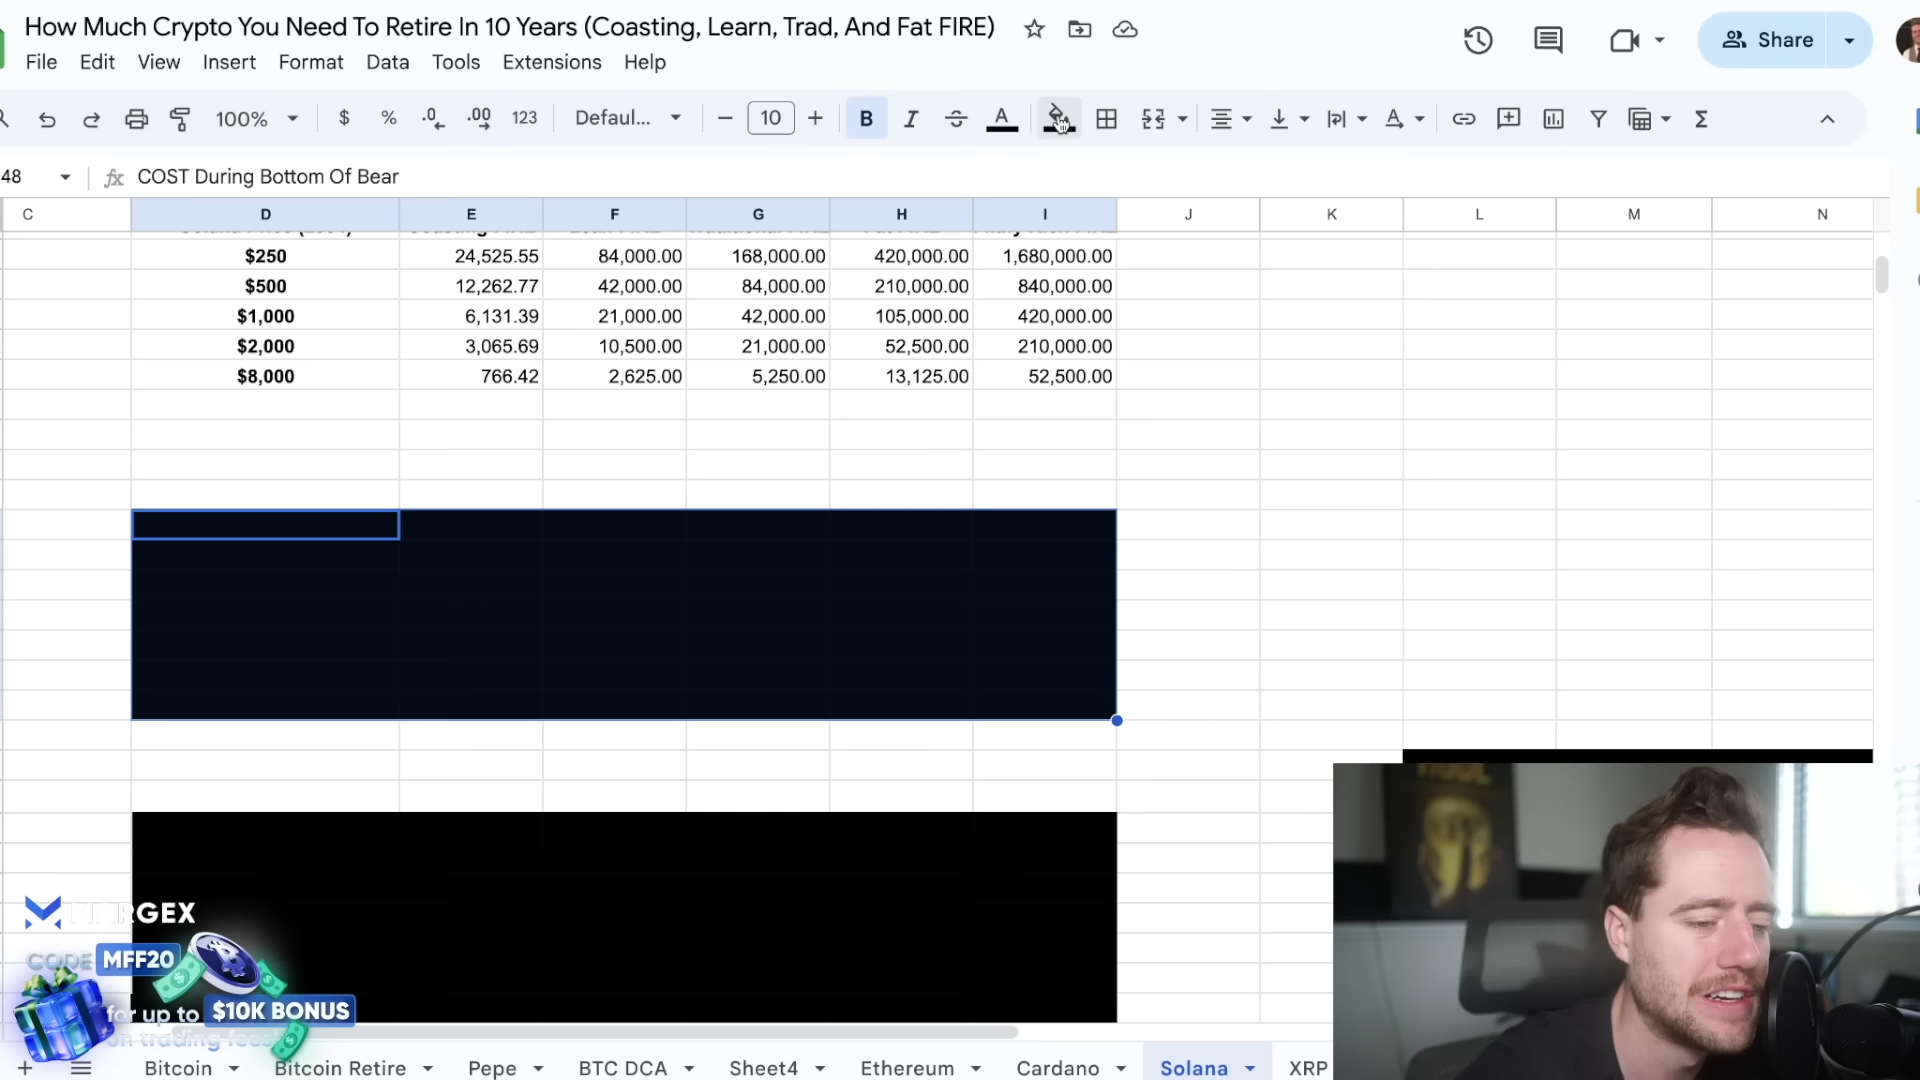 How Much Crypto You Need To Retire In 10 Years (Coasting, Learn, Trad, And Fat FIRE)
Share
File Edit View Insert Format Data Tools Extensions Help
100% $ % .0 .00 123 Defaul... 10 B I A Σ
48 fx COST During Bottom Of Bear
C D E F G H I J K L M N
$250 24,525.55 84,000.00 168,000.00 420,000.00 1,680,000.00
$500 12,262.77 42,000.00 84,000.00 210,000.00 840,000.00
$1,000 6,131.39 21,000.00 42,000.00 105,000.00 420,000.00
$2,000 3,065.69 10,500.00 21,000.00 52,500.00 210,000.00
$8,000 766.42 2,625.00 5,250.00 13,125.00 52,500.00
CODE MFF20
for up to $10K BONUS
on trading fees
Bitcoin Bitcoin Retire Pepe BTC DCA Sheet4 Ethereum Cardano Solana XRP